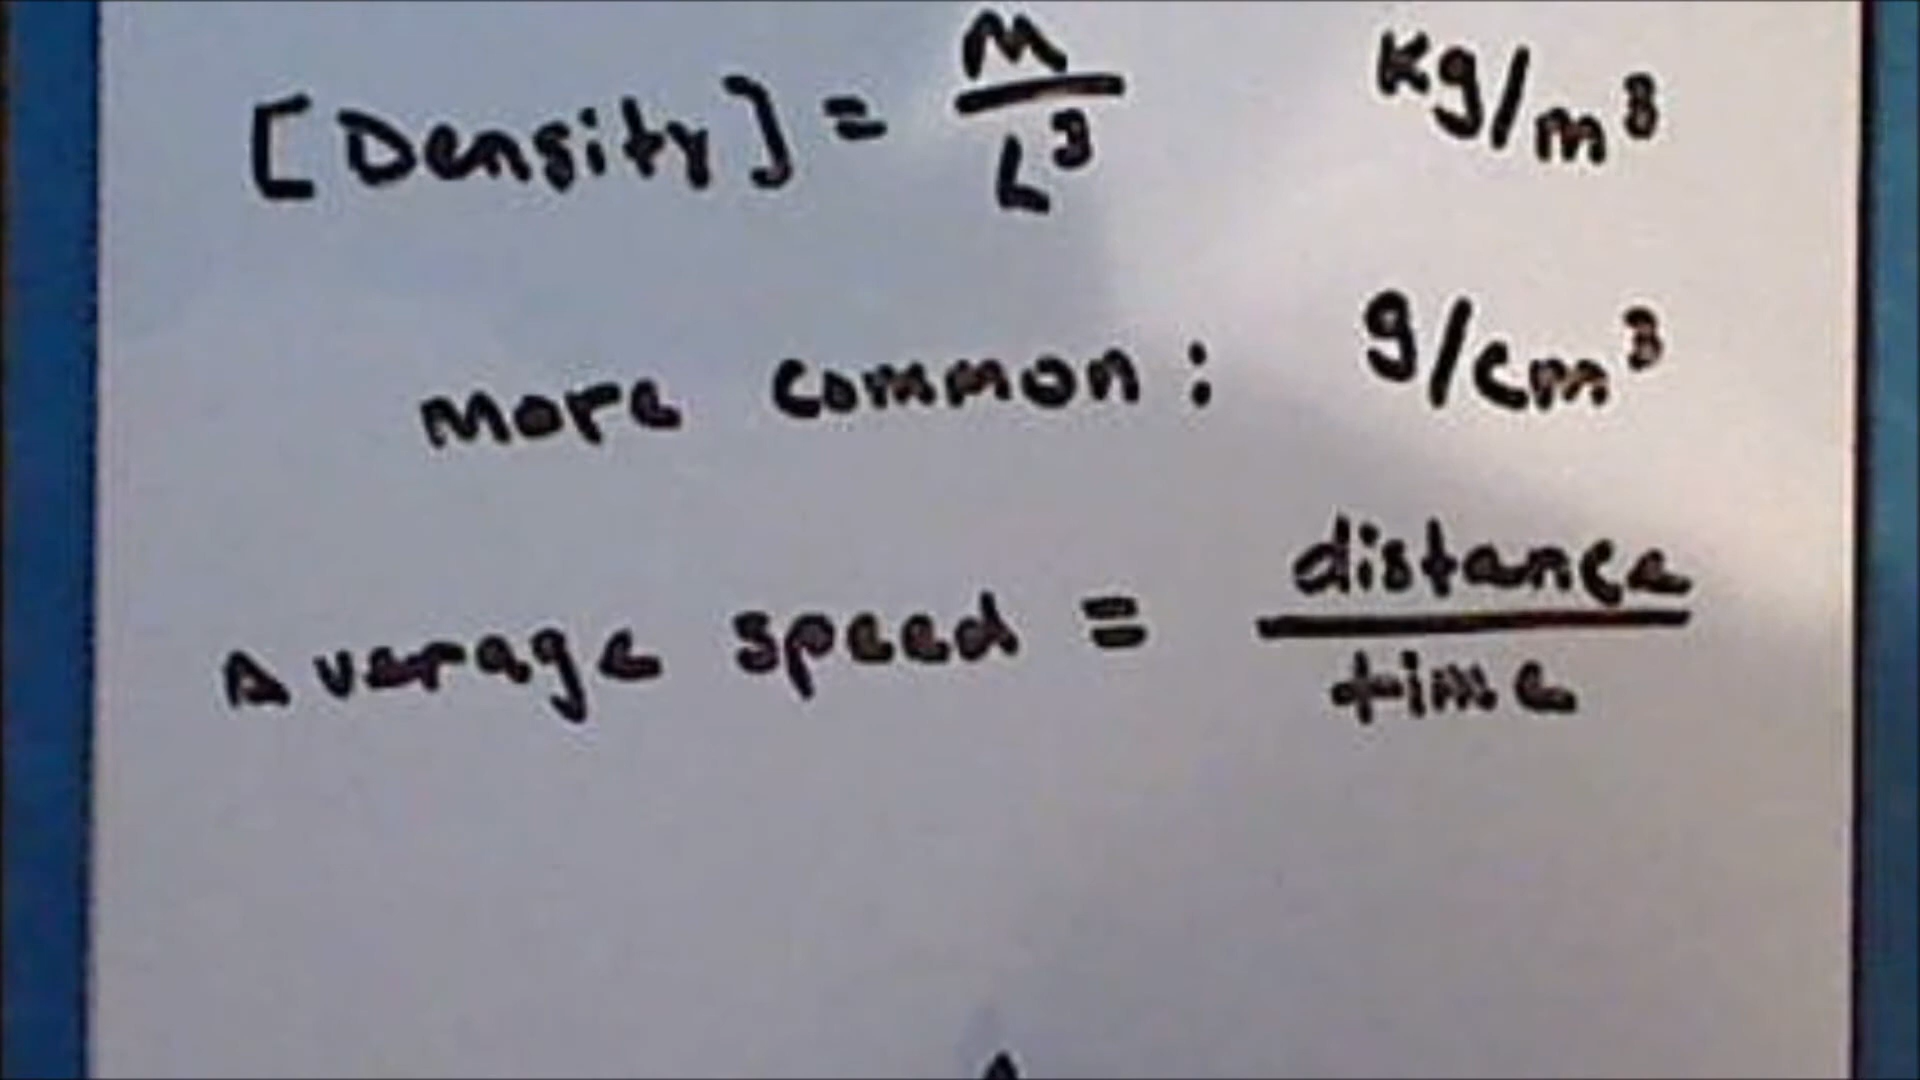 [Density] = M/L³ kg/m³
More common: g/cm³
Average speed = distance/time